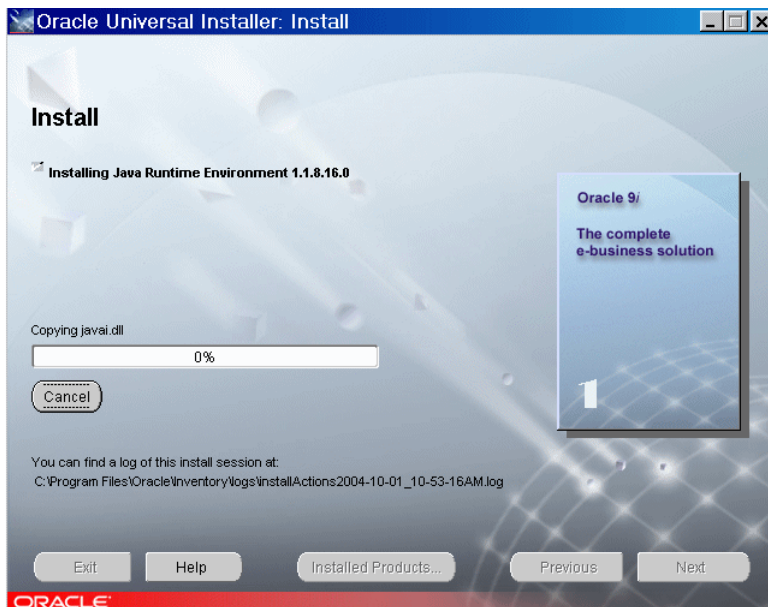 Oracle Universal Installer: Install
Install
Installing Java Runtime Environment 1.1.8.16.0
Oracle 9i
The complete
e-business solution
Copying javai.dll
0%
Cancel
1
You can find a log of this install session at:
C:\Program Files\Oracle\Inventory\logs\installActions2004-10-01_10-53-16AM.log
Exit
Help
Installed Products...
Previous
Next
ORACLE